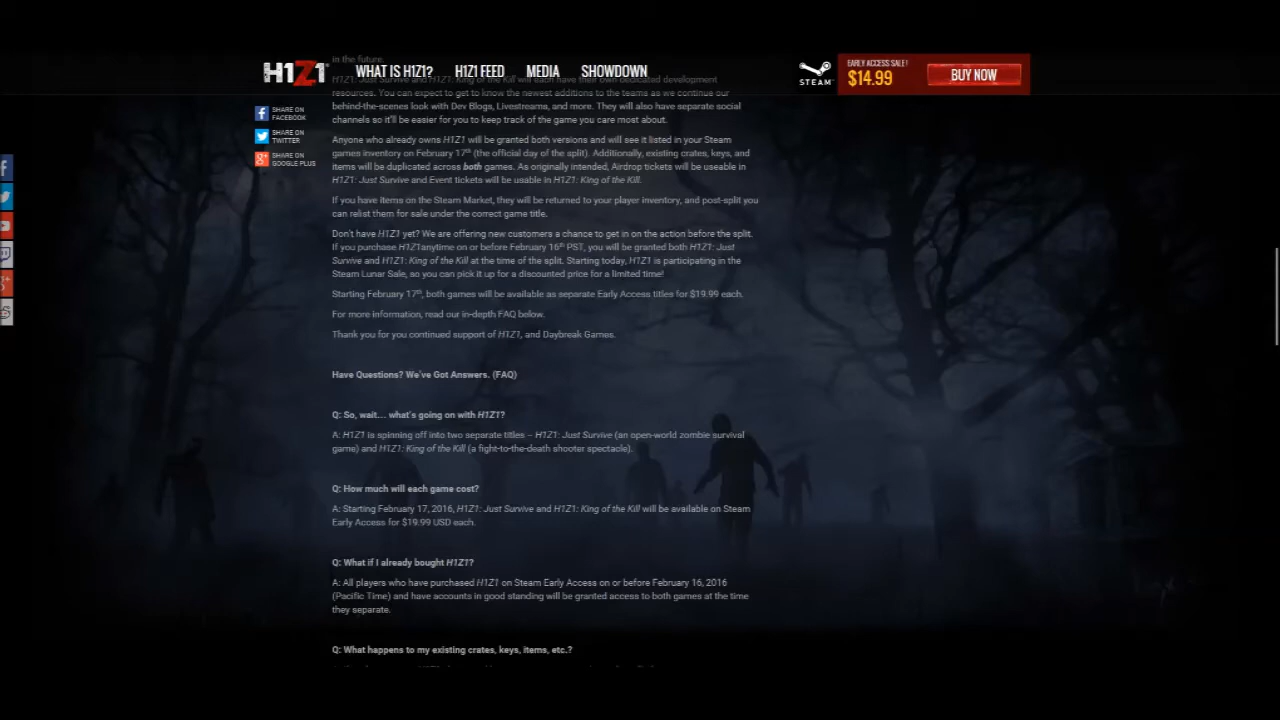 in the future.
H1Z1 WHAT IS H1Z1? H1Z1 FEED MEDIA SHOWDOWN STEAM EARLY ACCESS SALE! $14.99 BUY NOW
H1Z1: Just Survive and H1Z1: King of the Kill will each have their own dedicated development
resources. You can expect to get to know the newest additions to the teams as we continue our
behind-the-scenes look with Dev Blogs, Livestreams, and more. They will also have separate social
channels so it'll be easier for you to keep track of the game you care most about.
SHARE ON
FACEBOOK
SHARE ON
TWITTER
SHARE ON
GOOGLE PLUS
Anyone who already owns H1Z1 will be granted both versions and will see it listed in your Steam
games inventory on February 17th (the official day of the split). Additionally, existing crates, keys, and
items will be duplicated across both games. As originally intended, Airdrop tickets will be useable in
H1Z1: Just Survive and Event tickets will be usable in H1Z1: King of the Kill.
If you have items on the Steam Market, they will be returned to your player inventory, and post-split you
can relist them for sale under the correct game title.
Don't have H1Z1 yet? We are offering new customers a chance to get in on the action before the split.
If you purchase H1Z1anytime on or before February 16th PST, you will be granted both H1Z1: Just
Survive and H1Z1: King of the Kill at the time of the split. Starting today, H1Z1 is participating in the
Steam Lunar Sale, so you can pick it up for a discounted price for a limited time!
Starting February 17th, both games will be available as separate Early Access titles for $19.99 each.
For more information, read our in-depth FAQ below.
Thank you for you continued support of H1Z1, and Daybreak Games.
Have Questions? We've Got Answers. (FAQ)
Q: So, wait... what's going on with H1Z1?
A: H1Z1 is spinning off into two separate titles – H1Z1: Just Survive (an open-world zombie survival
game) and H1Z1: King of the Kill (a fight-to-the-death shooter spectacle).
Q: How much will each game cost?
A: Starting February 17, 2016, H1Z1: Just Survive and H1Z1: King of the Kill will be available on Steam
Early Access for $19.99 USD each.
Q: What if I already bought H1Z1?
A: All players who have purchased H1Z1 on Steam Early Access on or before February 16, 2016
(Pacific Time) and have accounts in good standing will be granted access to both games at the time
they separate.
Q: What happens to my existing crates, keys, items, etc.?